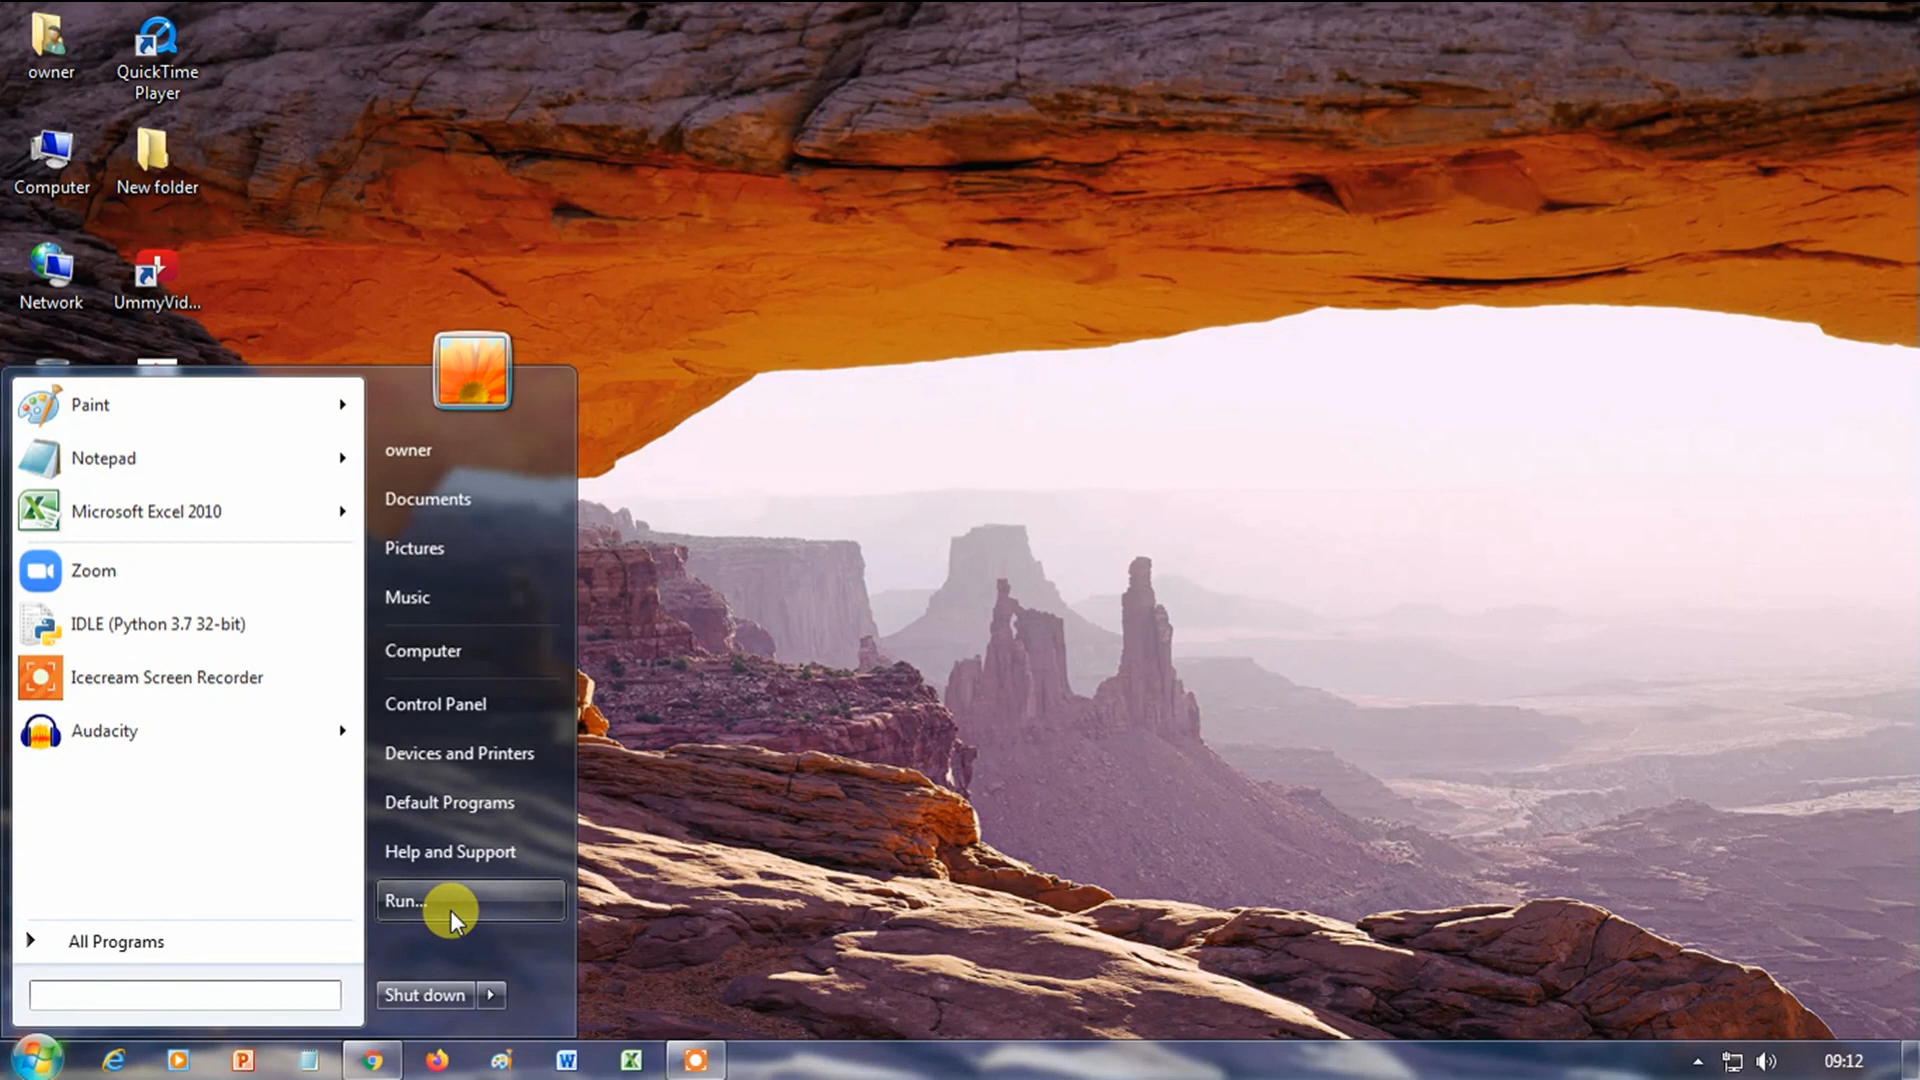 owner
QuickTime
Player
Computer
New folder
Network
UmmyVid...
Paint
Notepad
Microsoft Excel 2010
Zoom
IDLE (Python 3.7 32-bit)
Icecream Screen Recorder
Audacity
All Programs
owner
Documents
Pictures
Music
Computer
Control Panel
Devices and Printers
Default Programs
Help and Support
Run...
Shut down
09:12